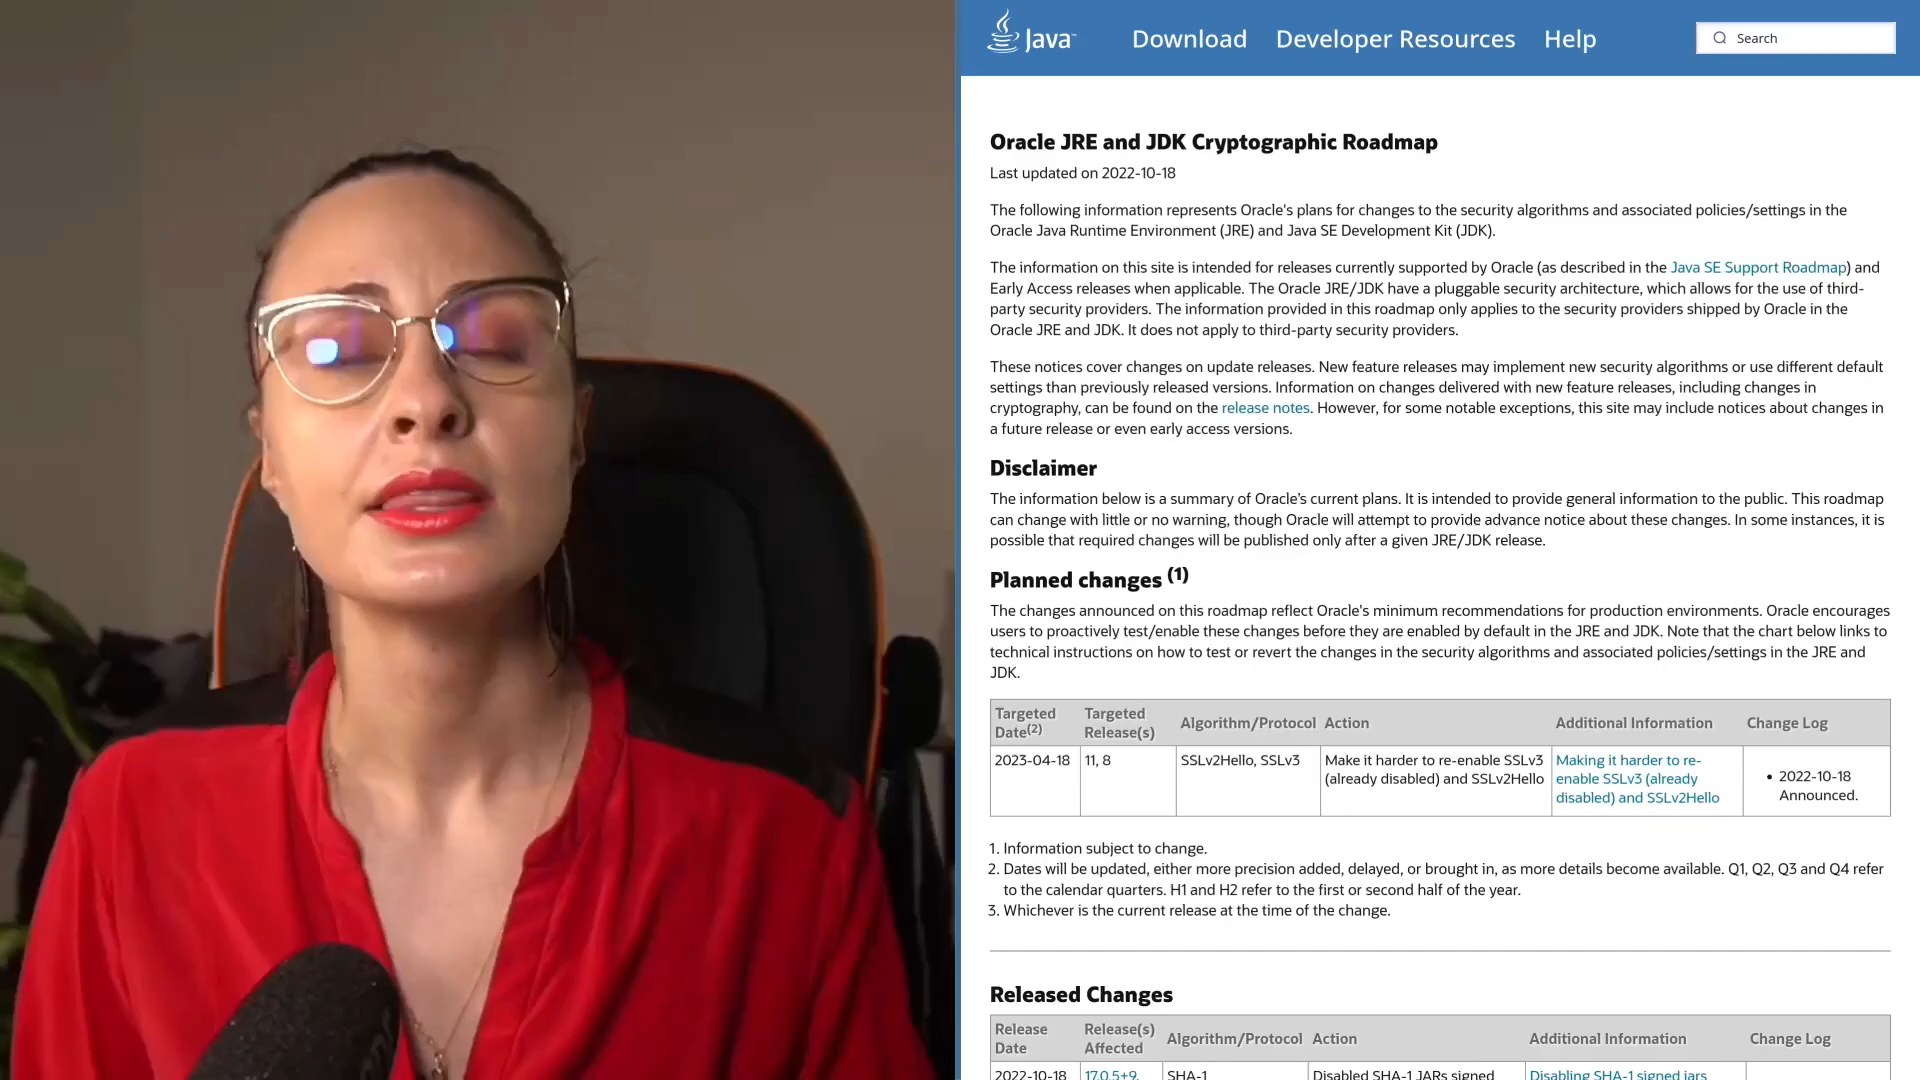 Java™
Download
Developer Resources
Help
Search
Oracle JRE and JDK Cryptographic Roadmap
Last updated on 2022-10-18
The following information represents Oracle's plans for changes to the security algorithms and associated policies/settings in the
Oracle Java Runtime Environment (JRE) and Java SE Development Kit (JDK).
The information on this site is intended for releases currently supported by Oracle (as described in the Java SE Support Roadmap) and
Early Access releases when applicable. The Oracle JRE/JDK have a pluggable security architecture, which allows for the use of third-
party security providers. The information provided in this roadmap only applies to the security providers shipped by Oracle in the
Oracle JRE and JDK. It does not apply to third-party security providers.
These notices cover changes on update releases. New feature releases may implement new security algorithms or use different default
settings than previously released versions. Information on changes delivered with new feature releases, including changes in
cryptography, can be found on the release notes. However, for some notable exceptions, this site may include notices about changes in
a future release or even early access versions.
Disclaimer
The information below is a summary of Oracle’s current plans. It is intended to provide general information to the public. This roadmap
can change with little or no warning, though Oracle will attempt to provide advance notice about these changes. In some instances, it is
possible that required changes will be published only after a given JRE/JDK release.
Planned changes (1)
The changes announced on this roadmap reflect Oracle's minimum recommendations for production environments. Oracle encourages
users to proactively test/enable these changes before they are enabled by default in the JRE and JDK. Note that the chart below links to
technical instructions on how to test or revert the changes in the security algorithms and associated policies/settings in the JRE and
JDK.
Targeted
Date(2)
Targeted
Release(s)
Algorithm/Protocol
Action
Additional Information
Change Log
2023-04-18
11, 8
SSLv2Hello, SSLv3
Make it harder to re-enable SSLv3
(already disabled) and SSLv2Hello
Making it harder to re-
enable SSLv3 (already
disabled) and SSLv2Hello
• 2022-10-18
Announced.
1. Information subject to change.
2. Dates will be updated, either more precision added, delayed, or brought in, as more details become available. Q1, Q2, Q3 and Q4 refer
to the calendar quarters. H1 and H2 refer to the first or second half of the year.
3. Whichever is the current release at the time of the change.
Released Changes
Release
Date
Release(s)
Affected
Algorithm/Protocol
Action
Additional Information
Change Log
2022-10-18
17.0.5+9,
SHA-1
Disabled SHA-1 JARs signed
Disabling SHA-1 signed jars